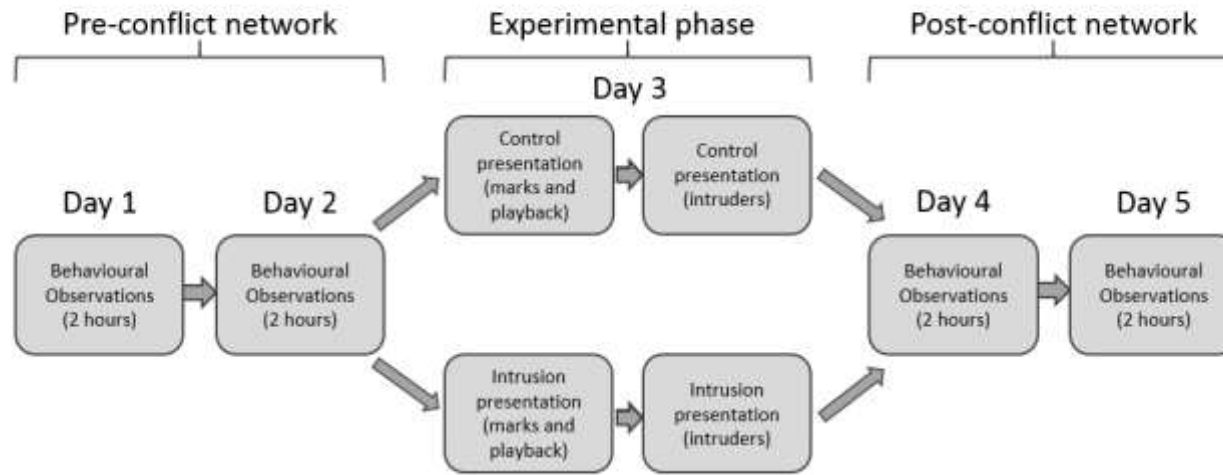 Pre-conflict network
Experimental phase
Post-conflict network
Day 3
Day 1
Day 2
Day 4
Day 5
Control
presentation
(marks and
playback)
Control
presentation
(intruders)
Behavioural
Observations
(2 hours)
Behavioural
Observations
(2 hours)
Behavioural
Observations
(2 hours)
Behavioural
Observations
(2 hours)
Intrusion
presentation
(marks and
playback)
Intrusion
presentation
(intruders)